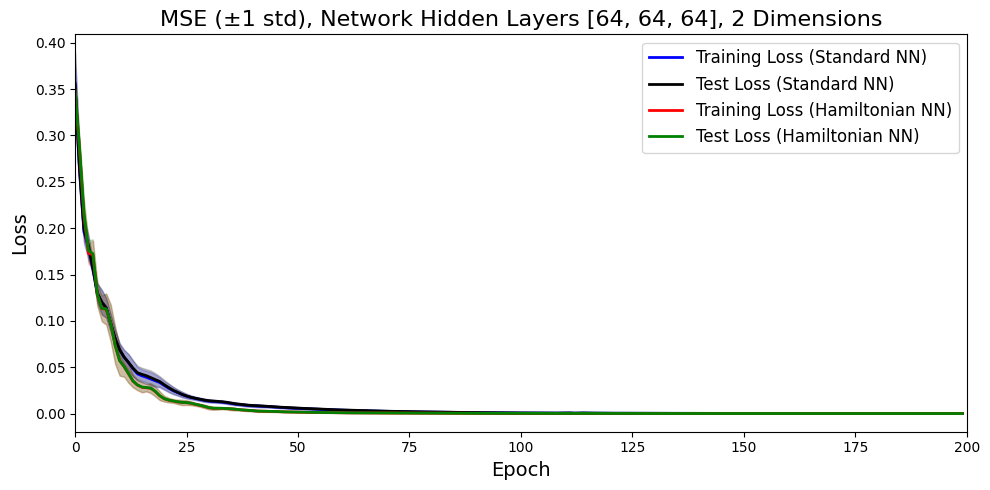 MSE (±1 std), Network Hidden Layers [64, 64, 64], 2 Dimensions
Loss
0.40
0.35
0.30
0.25
0.20
0.15
0.10
0.05
0.00
Training Loss (Standard NN)
Test Loss (Standard NN)
Training Loss (Hamiltonian NN)
Test Loss (Hamiltonian NN)
0 25 50 75 100 125 150 175 200
Epoch